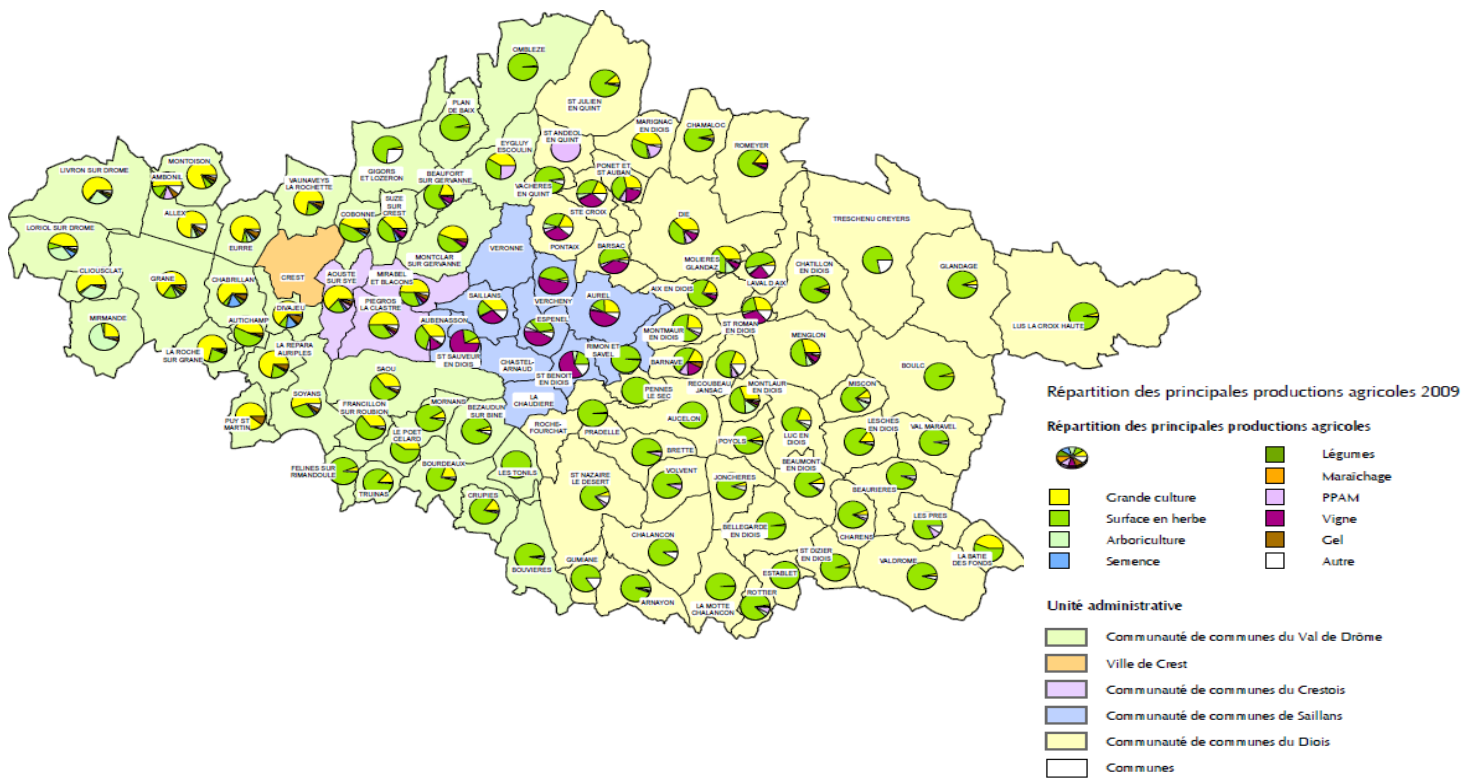 OMBLEZE
ST JULIEN
EN QUINT
PLAN
DE BAIX
ST ANDEOL
EN QUINT
MARIGNAC
EN DIOIS
CHAMALOC
ROMEYER
EYGLUY
ESCOULIN
GIGORS
ET LOZERON
BEAUFORT
SUR GERVANNE
VACHERES
EN QUINT
PONET ET
ST AUBAN
STE CROIX
MONTOISON
LIVRON SUR DROME
AMBONIL
VAUNAVEYS
LA ROCHETTE
ALLEX
EURRE
COBONNE
SUZE
SUR
CREST
DIE
TRESCHENU CREYERS
LORIOL SUR DROME
MONTCLAR
SUR GERVANNE
VERONNE
PONTAIX
BARSAC
MOLIERES
GLANDAZ
CHATILLON
EN DIOIS
GLANDAGE
LAVAL D AIX
CLIOUSCLAT
GRANE
CHABRILLAN
CREST
AOUSTE
SUR SYE
MIRABEL
ET BLACONS
PIEGROS
LA CLASTRE
SAILLANS
VERCHENY
AUREL
AIX EN DIOIS
LUS LA CROIX HAUTE
MIRMANDE
AUTICHAMP
DIVAJEU
AUBENASSON
ESPENEL
MONTMAUR
EN DIOIS
ST ROMAN
EN DIOIS
MENGLON
LA ROCHE
SUR GRANE
LA REPARA
AURIPLES
ST SAUVEUR
EN DIOIS
CHASTEL-
ARNAUD
ST BENOIT
EN DIOIS
RIMON ET
SAVEL
BARNAVE
RECOUBEAU
JANSAC
MONTLAUR
EN DIOIS
BOULC
SAOU
LA
CHAUDIERE
PENNES
LE SEC
MISCON
SOYANS
FRANCILLON
SUR ROUBION
MORNANS
BEZAUDUN
SUR BINE
ROCHE-
FOURCHAT
PRADELLE
AUCELON
LUC EN
DIOIS
LESCHES
EN DIOIS
VAL MARAVEL
PUY ST
MARTIN
LE POET
CELARD
POYOLS
BRETTE
FELINES SUR
RIMANDOULE
TRUINAS
BOURDEAUX
LES TONILS
ST NAZAIRE
LE DESERT
VOLVENT
JONCHERES
BEAUMONT
EN DIOIS
BEAURIERES
CRUPIES
BELLEGARDE
EN DIOIS
CHARENS
LES PRES
BOUVIERES
GUMIANE
CHALANCON
ST DIZIER
EN DIOIS
VALDROME
LA BATIE
DES FONDS
ARNAYON
LA MOTTE
CHALANCON
ESTABLET
ROTTIER
Répartition des principales productions agricoles 2009
Répartition des principales productions agricoles
Grande culture
Surface en herbe
Arboriculture
Semence
Légumes
Maraîchage
PPAM
Vigne
Gel
Autre
Unité administrative
Communauté de communes du Val de Drôme
Ville de Crest
Communauté de communes du Crestois
Communauté de communes de Saillans
Communauté de communes du Diois
Communes